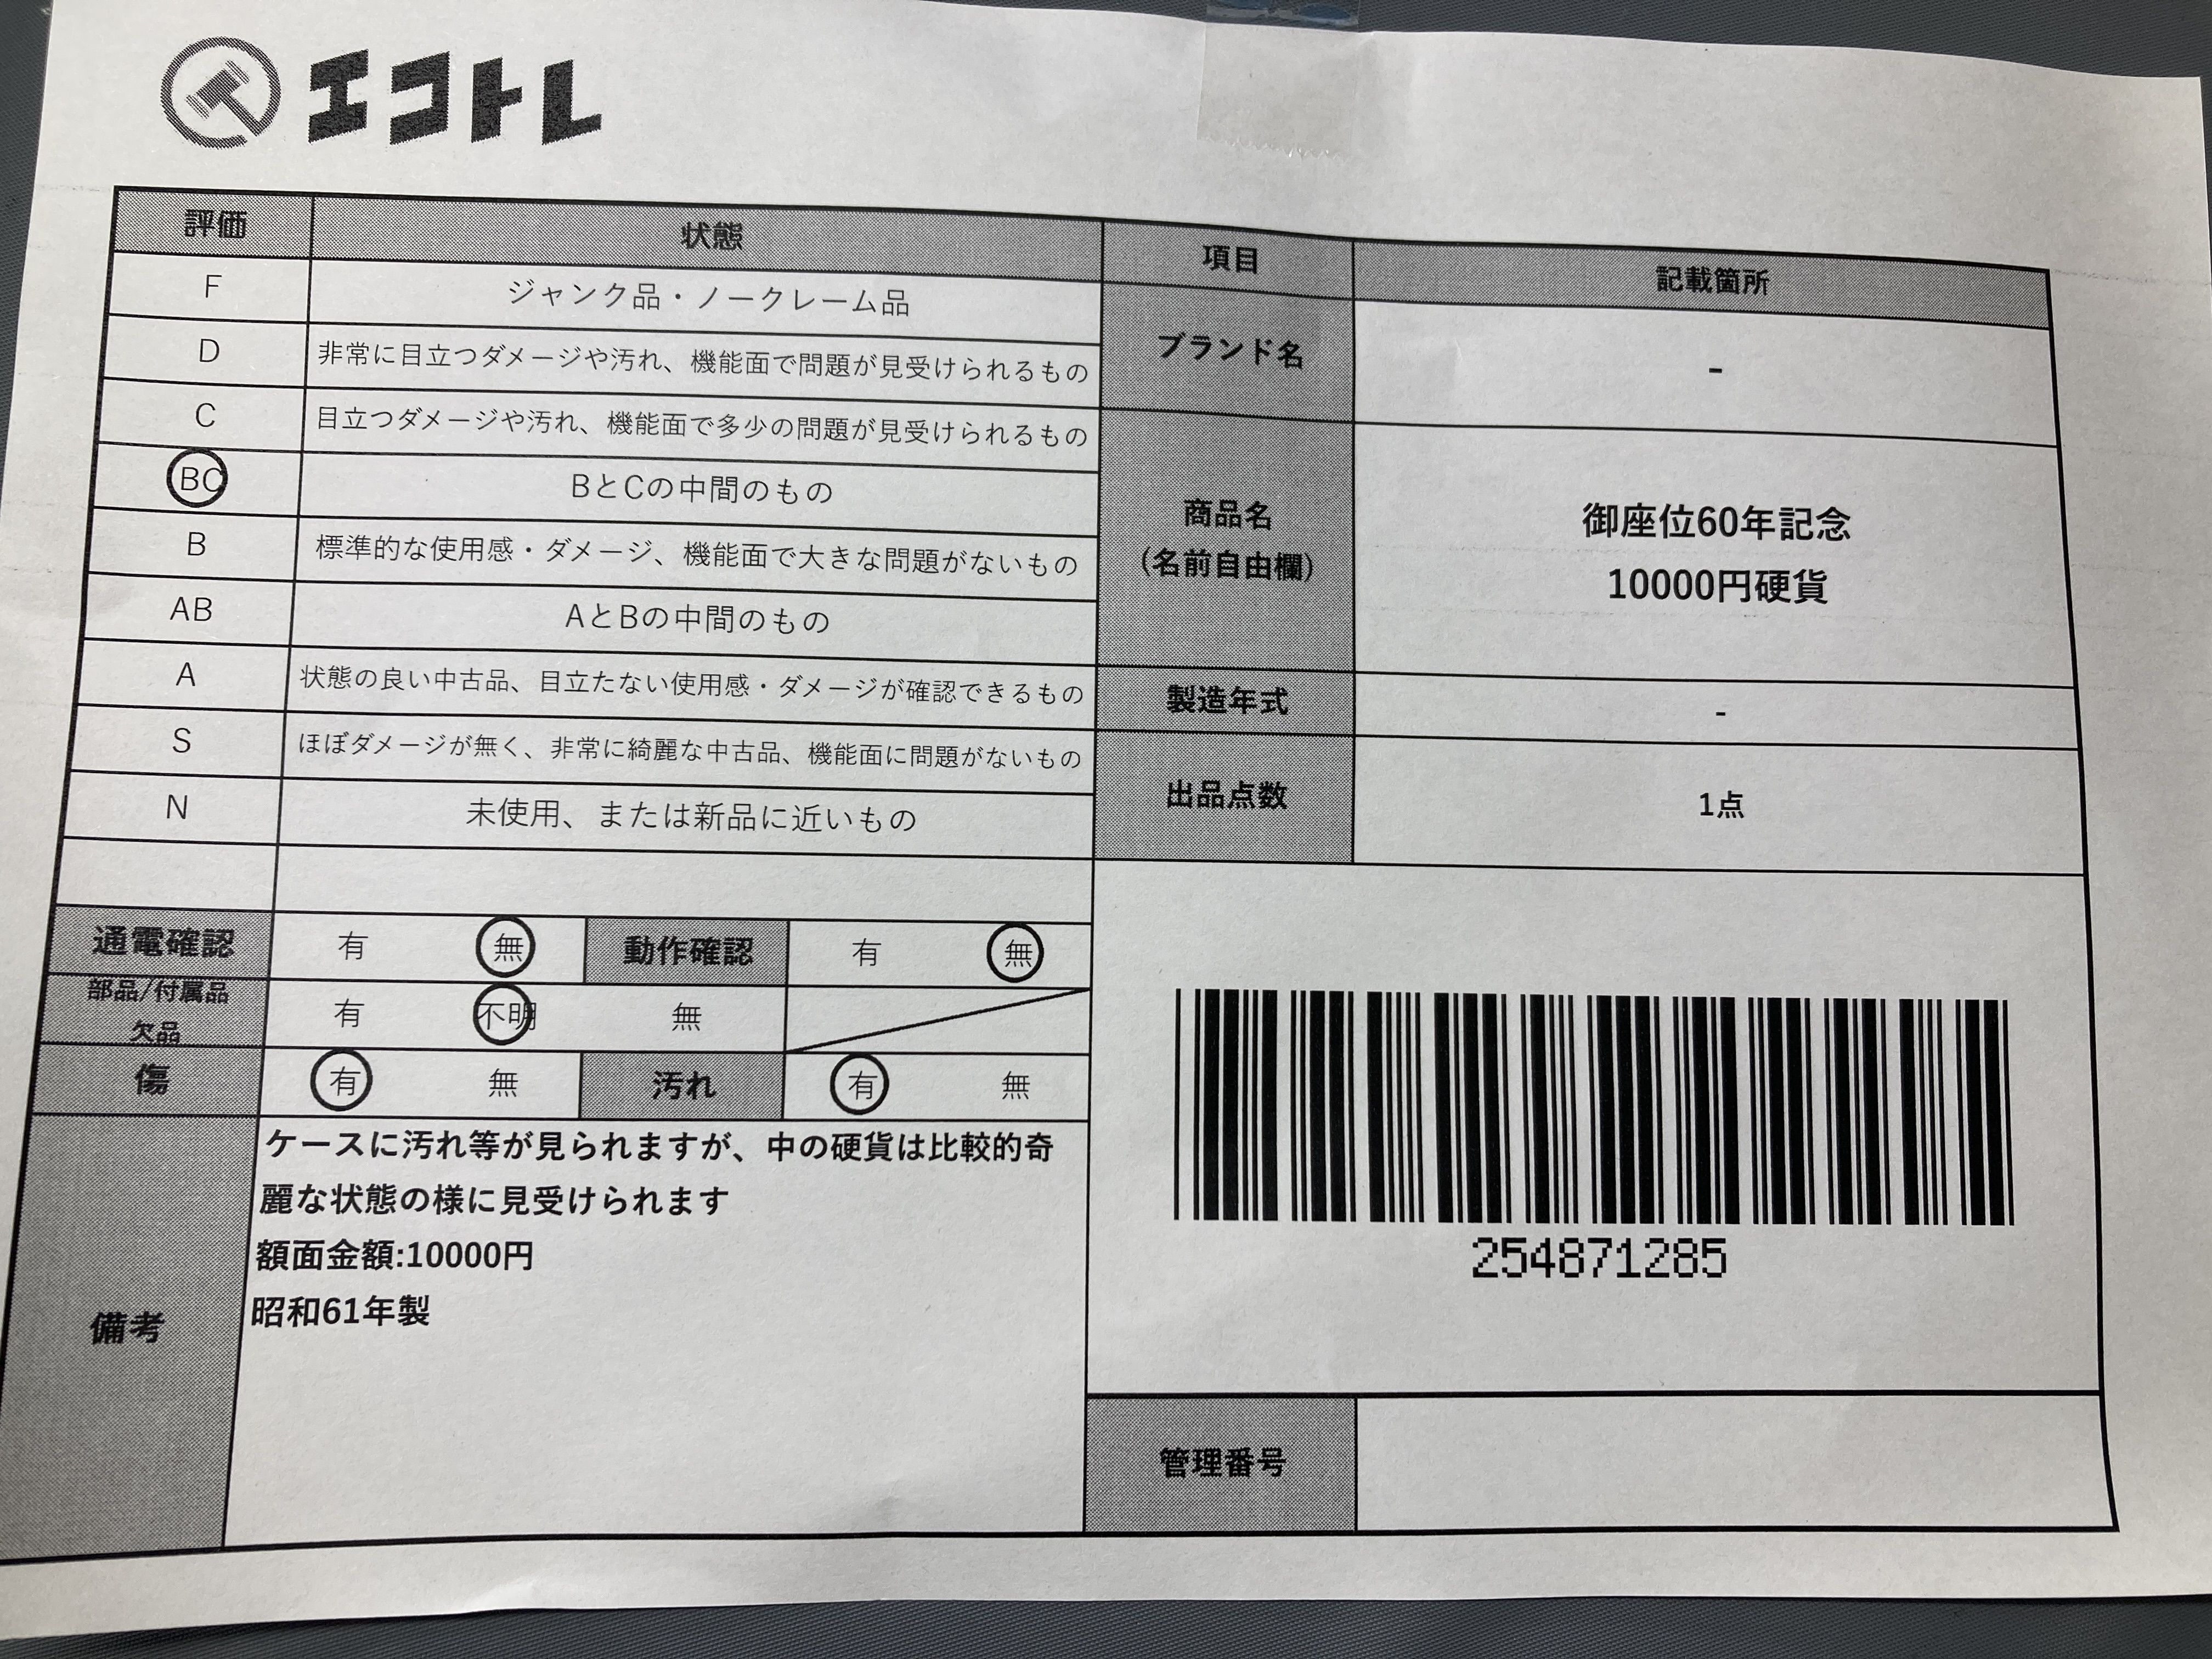 エコトレ
評価 状態
F ジャンク品・ノークレーム品
D 非常に目立つダメージや汚れ、機能面で問題が見受けられるもの
C 目立つダメージや汚れ、機能面で多少の問題が見受けられるもの
BC BとCの中間のもの
B 標準的な使用感・ダメージ、機能面で大きな問題がないもの
AB AとBの中間のもの
A 状態の良い中古品、目立たない使用感・ダメージが確認できるもの
S ほぼダメージが無く、非常に綺麗な中古品、機能面に問題がないもの
N 未使用、または新品に近いもの
通電確認 有 無 動作確認 有 無
部品/付属品
欠品 有 不明 無
傷 有 無 汚れ 有 無
備考
ケースに汚れ等が見られますが、中の硬貨は比較的奇
麗な状態の様に見受けられます
額面金額:10000円
昭和61年製
項目 記載箇所
ブランド名 -
商品名
(名前自由欄)
御座位60年記念
10000円硬貨
製造年式 -
出品点数 1点
254871285
管理番号